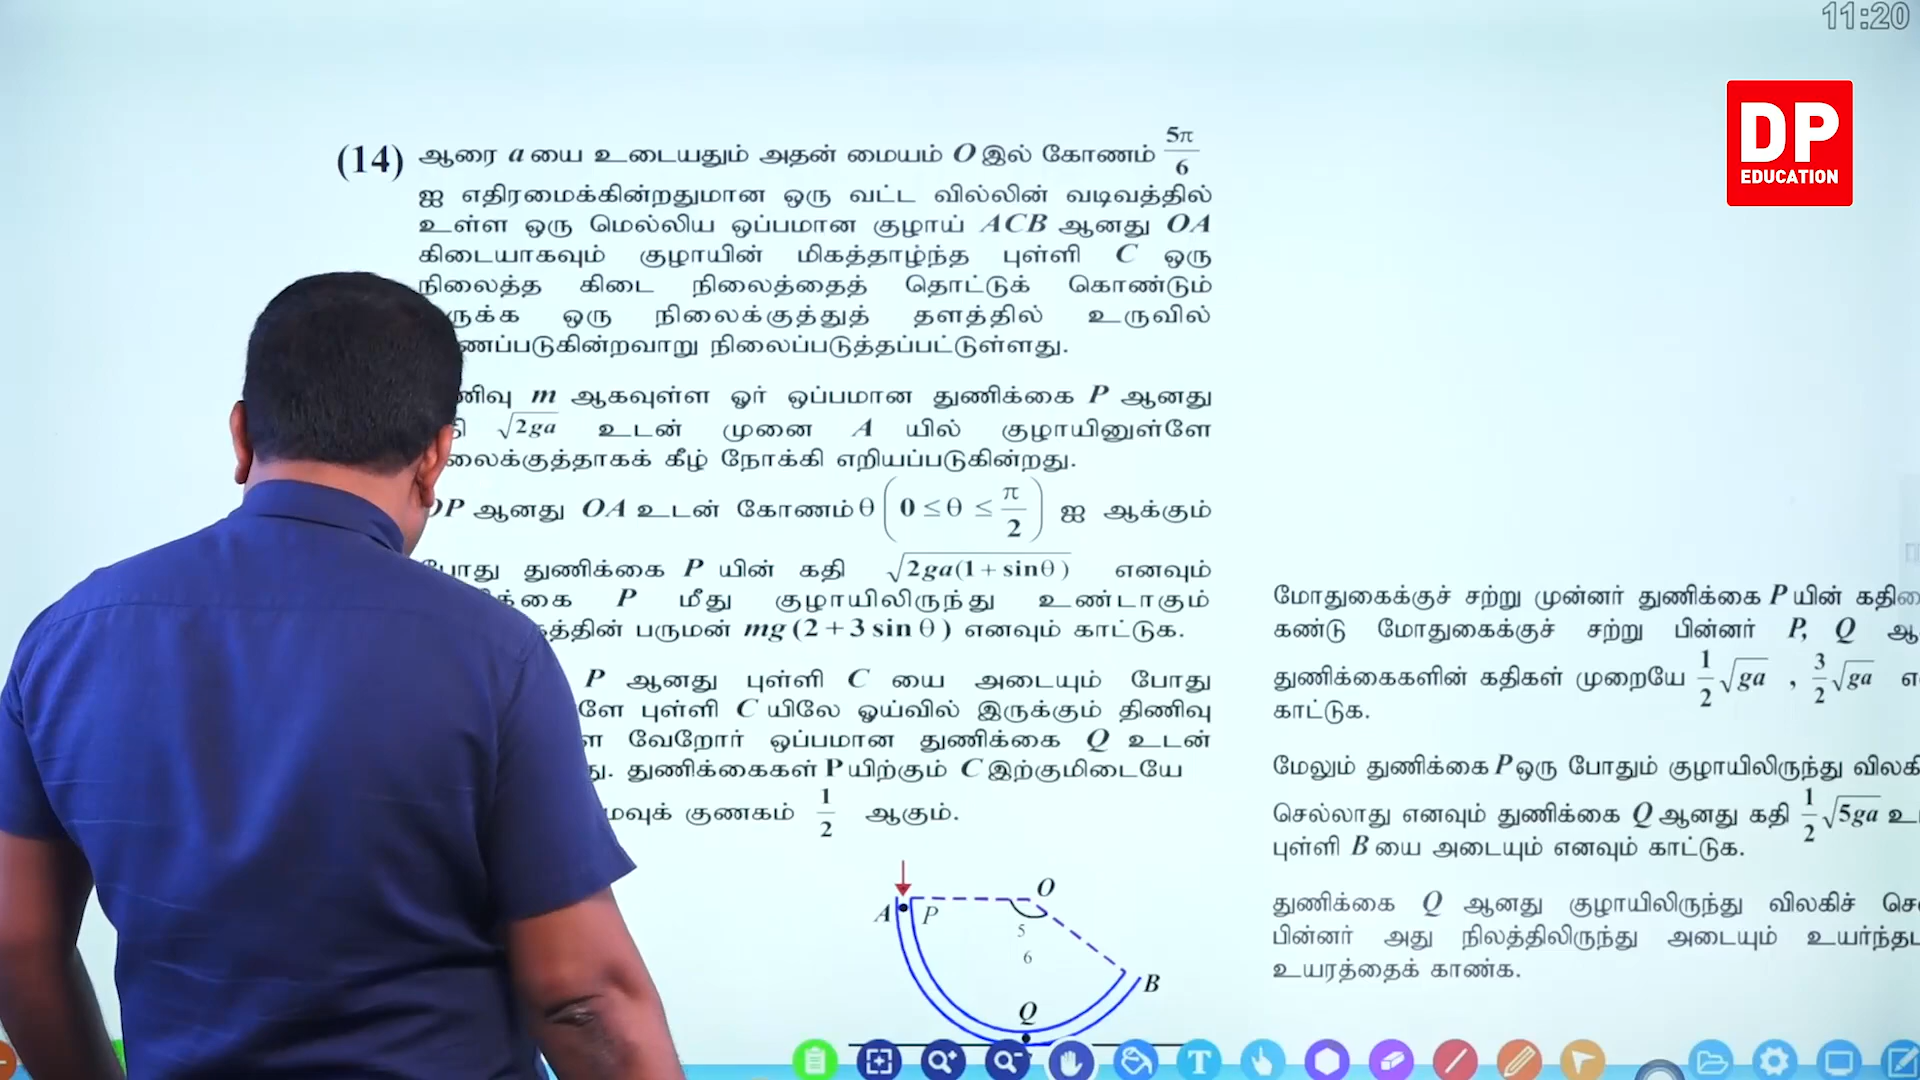 11:20
DP
EDUCATION
(14) ஆரை a யை உடையதும் அதன் மையம் O இல் கோணம் 5π/6
ஐ எதிரமைக்கின்றதுமான ஒரு வட்ட வில்லின் வடிவத்தில்
உள்ள ஒரு மெல்லிய ஒப்பமான குழாய் ACB ஆனது OA
கிடையாகவும் குழாயின் மிகத்தாழ்ந்த புள்ளி C ஒரு
நிலைத்த கிடை நிலைத்தைத் தொட்டுக் கொண்டும்
ஒரு நிலைக்குத்துத் தளத்தில் உருவில்
நிலைப்படுத்தப்பட்டுள்ளது.
m ஆகவுள்ள ஓர் ஒப்பமான துணிக்கை P ஆனது
√2ga உடன் முனை A யில் குழாயினுள்ளே
கீழ் நோக்கி எறியப்படுகின்றது.
OP ஆனது OA உடன் கோணம் θ (0 ≤ θ ≤ π/2) ஐ ஆக்கும்
போது துணிக்கை P யின் கதி √2ga(1 + sinθ) எனவும்
P மீது குழாயிலிருந்து உண்டாகும்
பருமன் mg (2 + 3 sin θ) எனவும் காட்டுக.
P ஆனது புள்ளி C யை அடையும் போது
புள்ளி C யிலே ஓய்வில் இருக்கும் திணிவு
வேறோர் ஒப்பமான துணிக்கை Q உடன்
துணிக்கைகள் P யிற்கும் C இற்குமிடையே
குணகம் 1/2 ஆகும்.
A P O
5
6
B
Q
மோதுகைக்குச் சற்று முன்னர் துணிக்கை P யின்
கண்டு மோதுகைக்குச் சற்று பின்னர் P, Q
துணிக்கைகளின் கதிகள் முறையே 1/2 √ga , 3/2 √ga
காட்டுக.
மேலும் துணிக்கை P ஒரு போதும் குழாயிலிருந்து
செல்லாது எனவும் துணிக்கை Q ஆனது கதி 1/2 √5ga
புள்ளி B யை அடையும் எனவும் காட்டுக.
துணிக்கை Q ஆனது குழாயிலிருந்து விலகிச்
பின்னர் அது நிலத்திலிருந்து அடையும்
உயரத்தைக் காண்க.